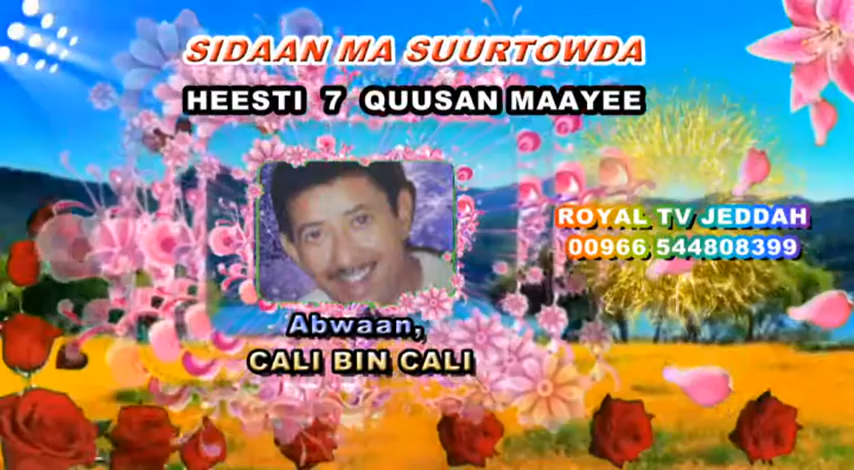 SIDAAN MA SUURTOWDA
HEESTI 7 QUUSAN MAAYEE
ROYAL TV JEDDAH
00966 544808399
Abwaan,
CALI BIN CALI